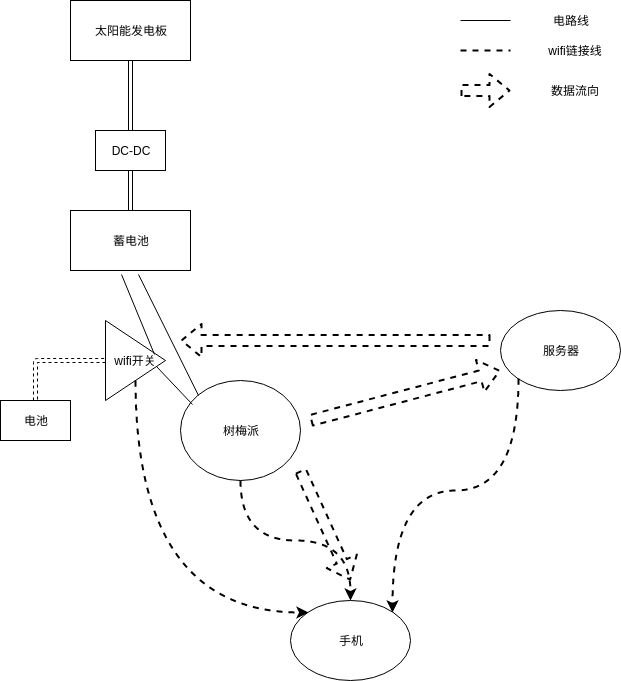 太阳能发电板
电路线
wifi链接线
数据流向
DC-DC
蓄电池
wifi开关
服务器
电池
树梅派
手机